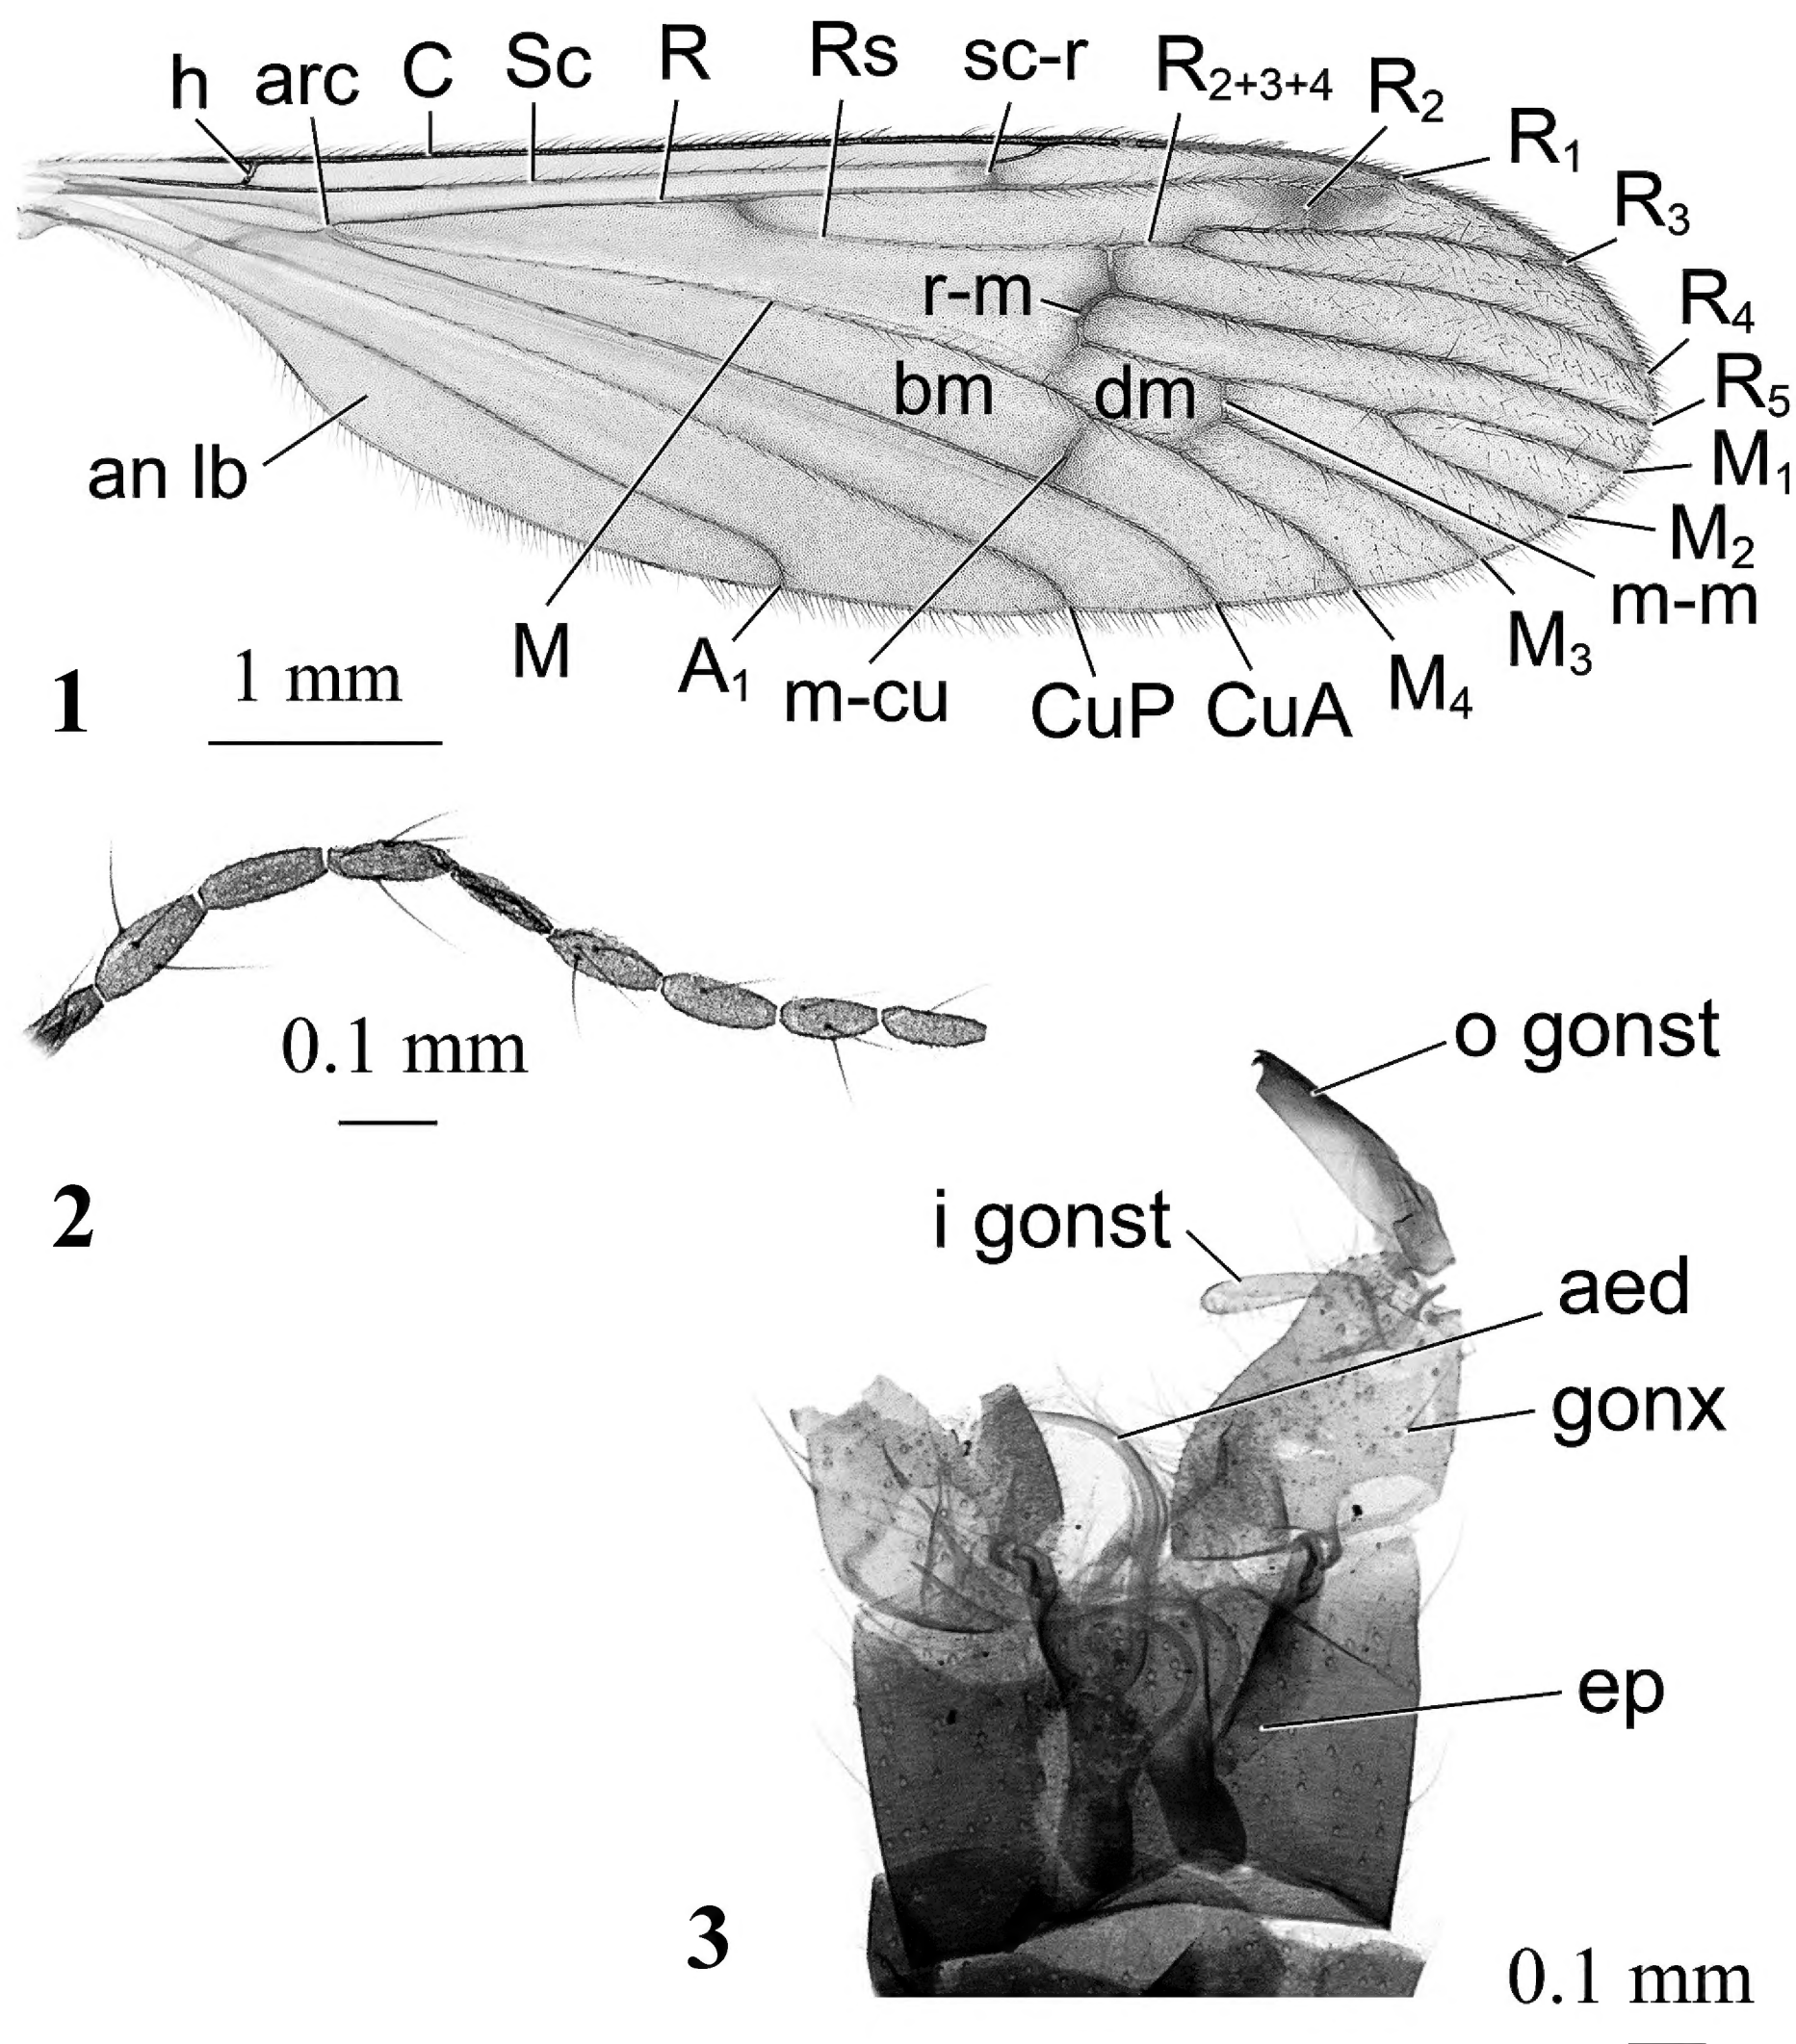 h arc C Sc R Rs sc-r R2+3+4 R2 R1
R3
R4
r-m
R5
bm dm
an lb
M1
M2
m-m
M A1 m-cu CuP CuA M4 M3
1 1 mm
0.1 mm
2
o gonst
i gonst
aed
gonx
ep
3
0.1 mm